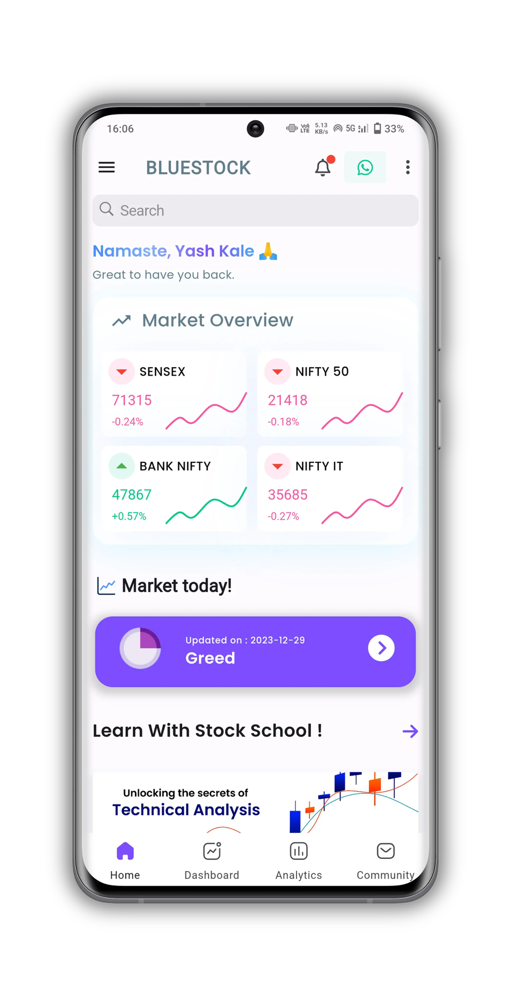 16:06
Vo)) LTE 5.13 KB/s 5G 33%
BLUESTOCK
Search
Namaste, Yash Kale 🙏
Great to have you back.
Market Overview
SENSEX
71315
-0.24%
NIFTY 50
21418
-0.18%
BANK NIFTY
47867
+0.57%
NIFTY IT
35685
-0.27%
Market today!
Updated on : 2023-12-29
Greed
Learn With Stock School !
Unlocking the secrets of
Technical Analysis
Home
Dashboard
Analytics
Community